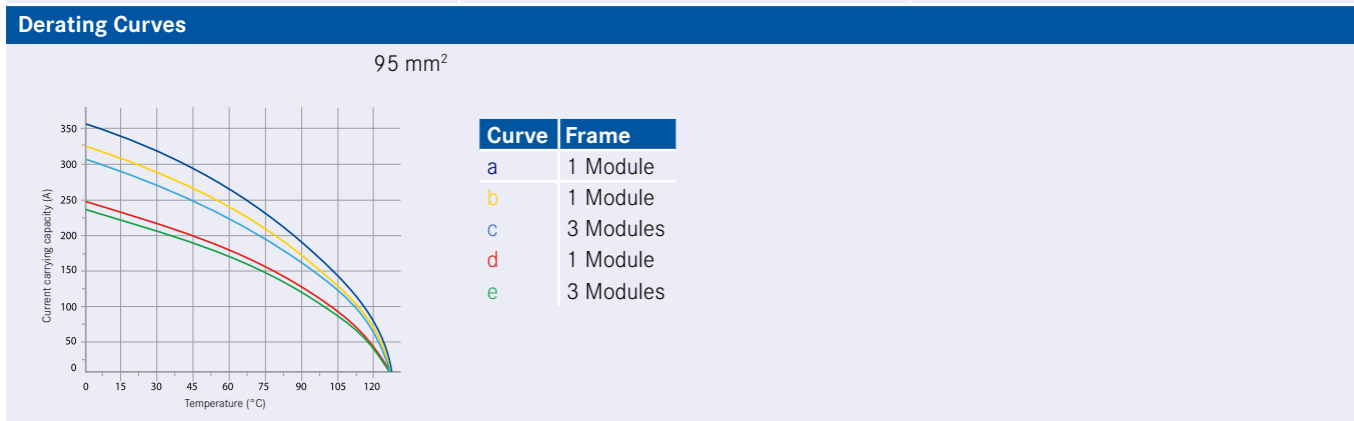 Derating Curves
95 mm²
Current carrying capacity (A)
350
300
250
200
150
100
50
0
0 15 30 45 60 75 90 105 120
Temperature (°C)
Curve Frame
a 1 Module
b 1 Module
c 3 Modules
d 1 Module
e 3 Modules